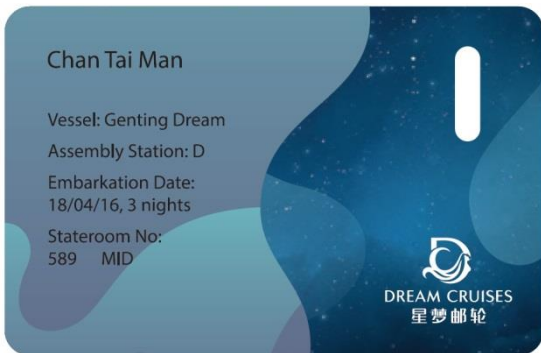 Chan Tai Man
Vessel: Genting Dream
Assembly Station: D
Embarkation Date:
18/04/16, 3 nights
Stateroom No:
589 MID
DREAM CRUISES
星梦邮轮